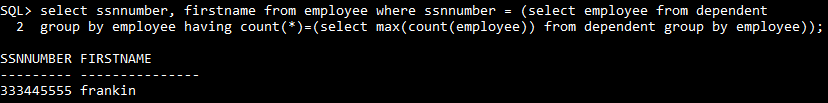 SQL> select ssnnumber, firstname from employee where ssnnumber = (select employee from dependent
2 group by employee having count(*)=(select max(count(employee)) from dependent group by employee));
SSNNUMBER FIRSTNAME
--------- ---------------
333445555 frankin